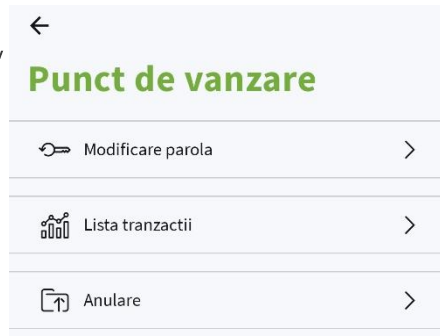 Punct de vanzare
Modificare parola
Lista tranzactii
Anulare